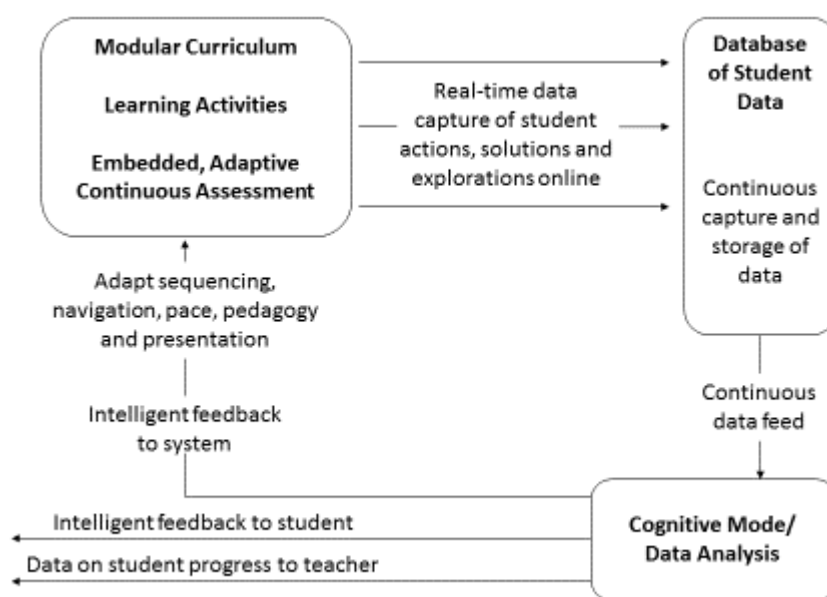 Modular Curriculum
Learning Activities
Embedded, Adaptive
Continuous Assessment
Real-time data
capture of student
actions, solutions and
explorations online
Database
of Student
Data
Continuous
capture and
storage of
data
Adapt sequencing,
navigation, pace, pedagogy
and presentation
Intelligent feedback
to system
Continuous
data feed
Cognitive Mode/
Data Analysis
Intelligent feedback to student
Data on student progress to teacher